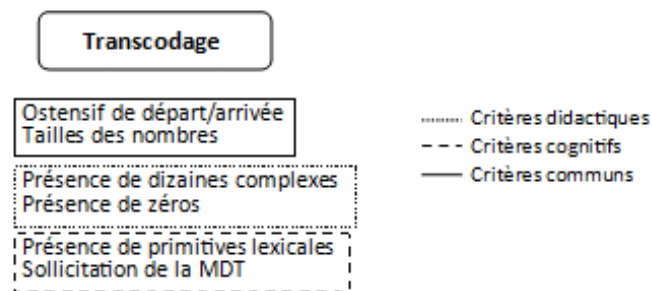 Transcodage
Ostensif de départ/arrivée
Tailles des nombres
Présence de dizaines complexes
Présence de zéros
Présence de primitives lexicales
Sollicitation de la MDT
Critères didactiques
Critères cognitifs
Critères communs